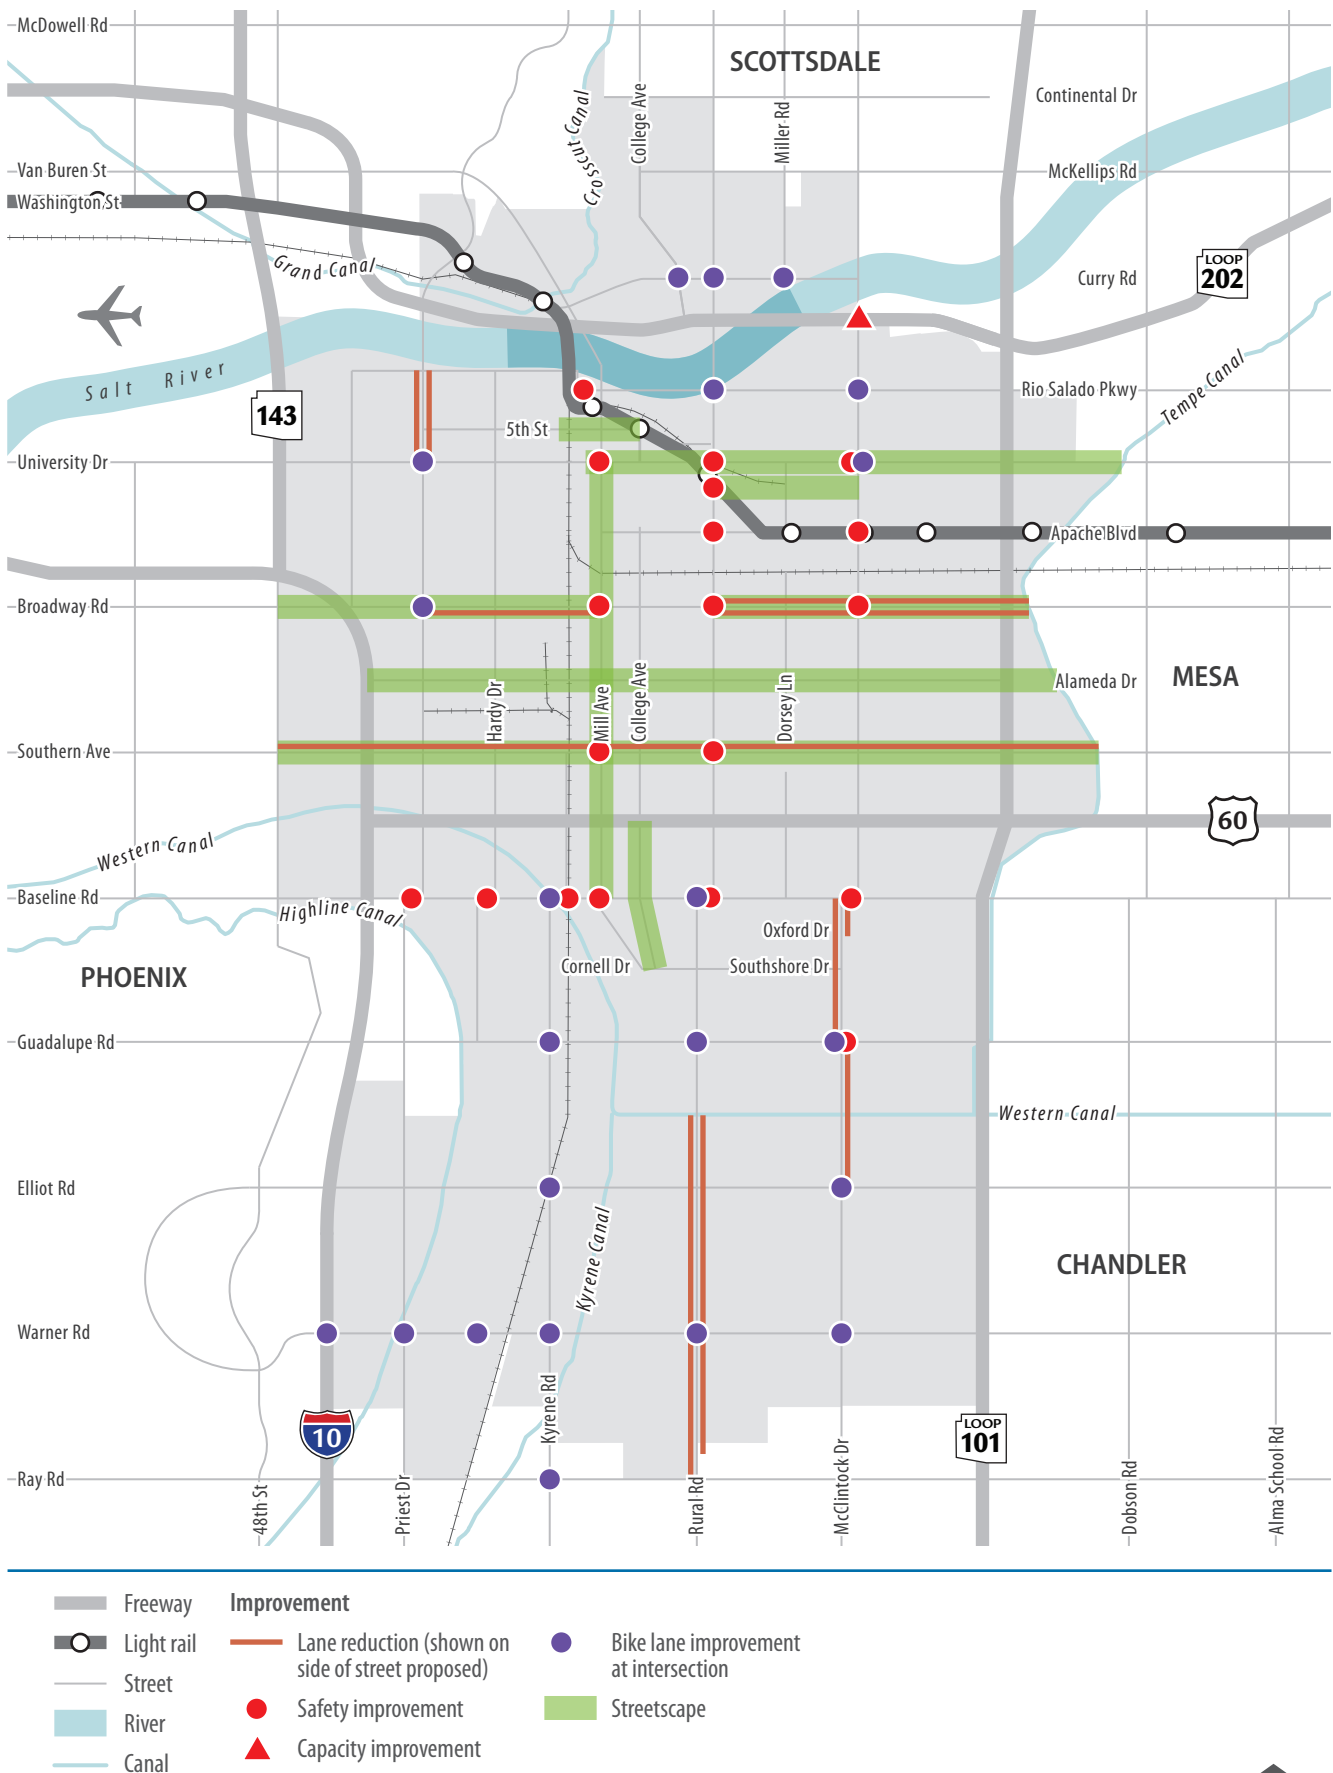 McDowell Rd
SCOTTSDALE
Continental Dr
Crosscut Canal
College Ave
Miller Rd
Van Buren St
McKellips Rd
Washington St
Grand Canal
Curry Rd
LOOP
202
Salt River
143
Rio Salado Pkwy
Tempe Canal
5th St
University Dr
Apache Blvd
Broadway Rd
Hardy Dr
Mill Ave
College Ave
Dorsey Ln
Alameda Dr
MESA
Southern Ave
60
Western Canal
Baseline Rd
Highline Canal
Oxford Dr
PHOENIX
Cornell Dr
Southshore Dr
Guadalupe Rd
Western Canal
Elliot Rd
Kyrene Canal
CHANDLER
Warner Rd
Kyrene Rd
10
LOOP
101
Ray Rd
48th St
Priest Dr
Rural Rd
McClintock Dr
Dobson Rd
Alma School Rd
Freeway
Light rail
Street
River
Canal
Improvement
Lane reduction (shown on
side of street proposed)
Safety improvement
Capacity improvement
Bike lane improvement
at intersection
Streetscape